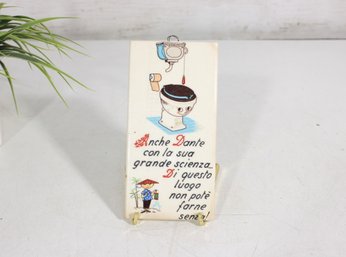 Anche Dante
con la sua
grande scienza..
Di questo
luogo
non potè
farne
senza!